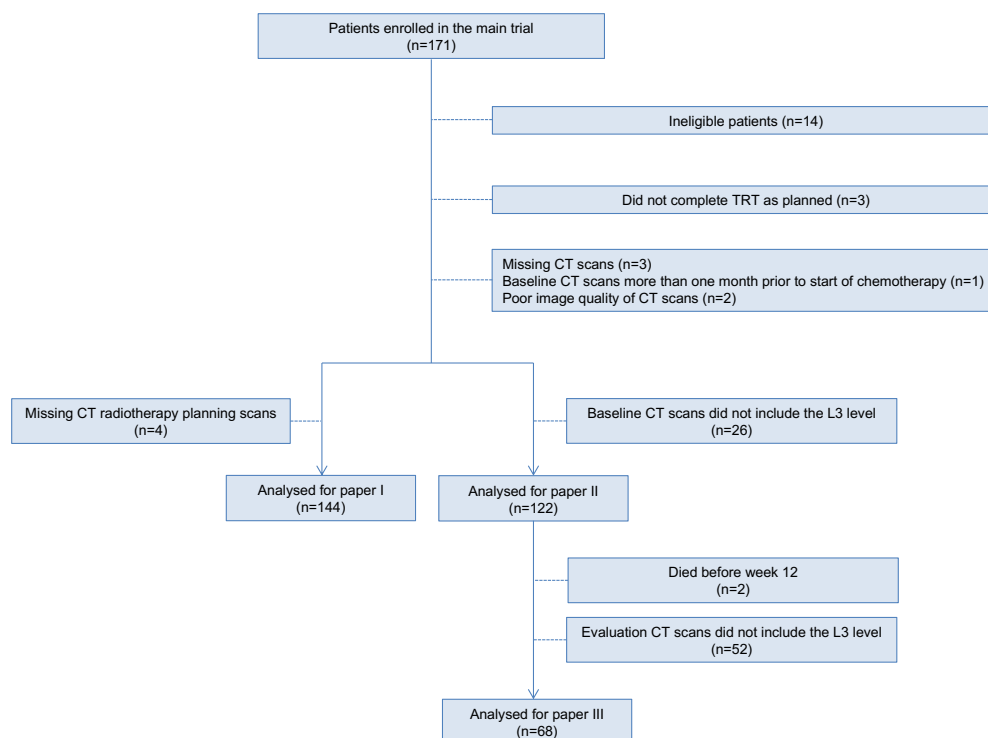 Patients enrolled in the main trial
(n=171)
Ineligible patients (n=14)
Did not complete TRT as planned (n=3)
Missing CT scans (n=3)
Baseline CT scans more than one month prior to start of chemotherapy (n=1)
Poor image quality of CT scans (n=2)
Missing CT radiotherapy planning scans
(n=4)
Baseline CT scans did not include the L3 level
(n=26)
Analysed for paper I
(n=144)
Analysed for paper II
(n=122)
Died before week 12
(n=2)
Evaluation CT scans did not include the L3 level
(n=52)
Analysed for paper III
(n=68)